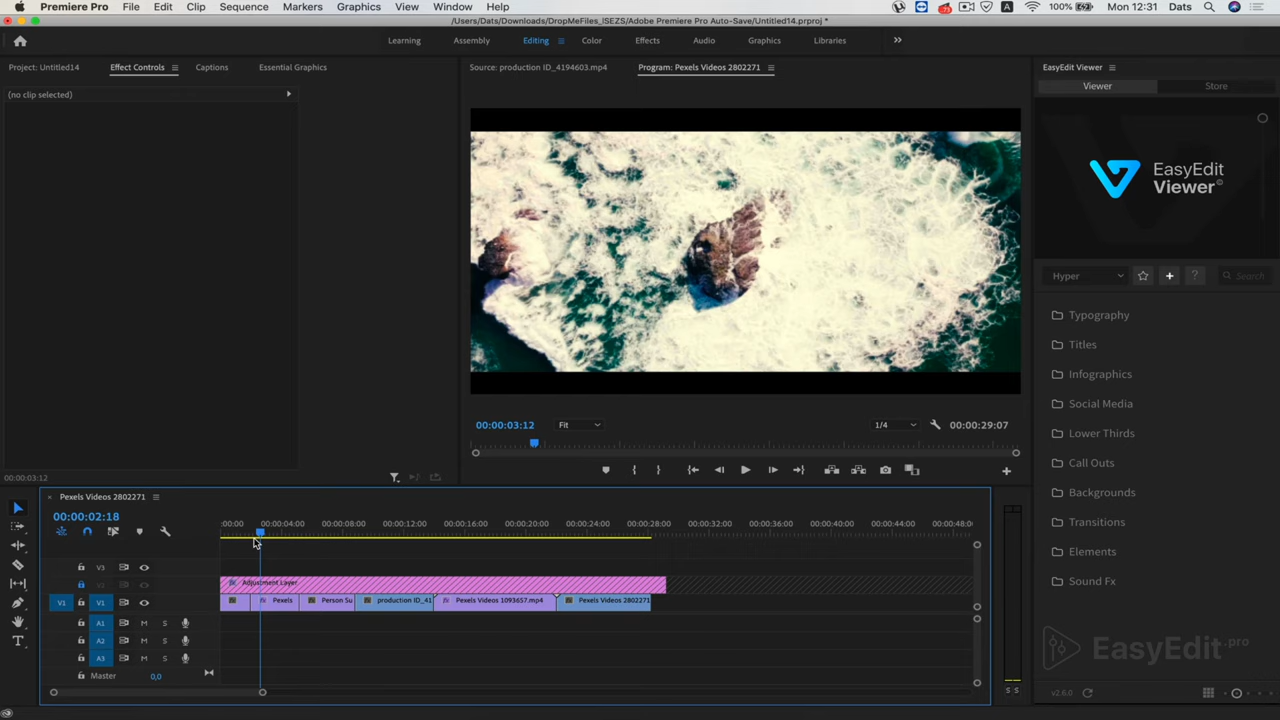 Premiere Pro File Edit Clip Sequence Markers Graphics View Window Help 100% Mon 12:31 Dats
/Users/Dats/Downloads/DropMeFiles_ISEZS/Adobe Premiere Pro Auto-Save/Untitled14.prproj *
Learning Assembly Editing Color Effects Audio Graphics Libraries
Project: Untitled14 Effect Controls Captions Essential Graphics
Source: production ID_4194603.mp4 Program: Pexels Videos 2802271
EasyEdit Viewer
(no clip selected)
Viewer Store
EasyEdit
Viewer©
Hyper + ? Search
Typography
Titles
Infographics
Social Media
Lower Thirds
Call Outs
Backgrounds
Transitions
Elements
Sound Fx
00:00:03:12 Fit 1/4 00:00:29:07
00:00:03:12
Pexels Videos 2802271
00:00:02:18
:00:00 00:00:04:00 00:00:08:00 00:00:12:00 00:00:16:00 00:00:20:00 00:00:24:00 00:00:28:00 00:00:32:00 00:00:36:00 00:00:40:00 00:00:44:00 00:00:48:0
V3
fx Adjustment Layer
V1 V1 Pexels Person Su production ID_41 Pexels Videos 1093657.mp4 Pexels Videos 2802271
A1 M S
A2 M S
A3 M S
Master 0,0
S S
EasyEdit.pro
v2.6.0